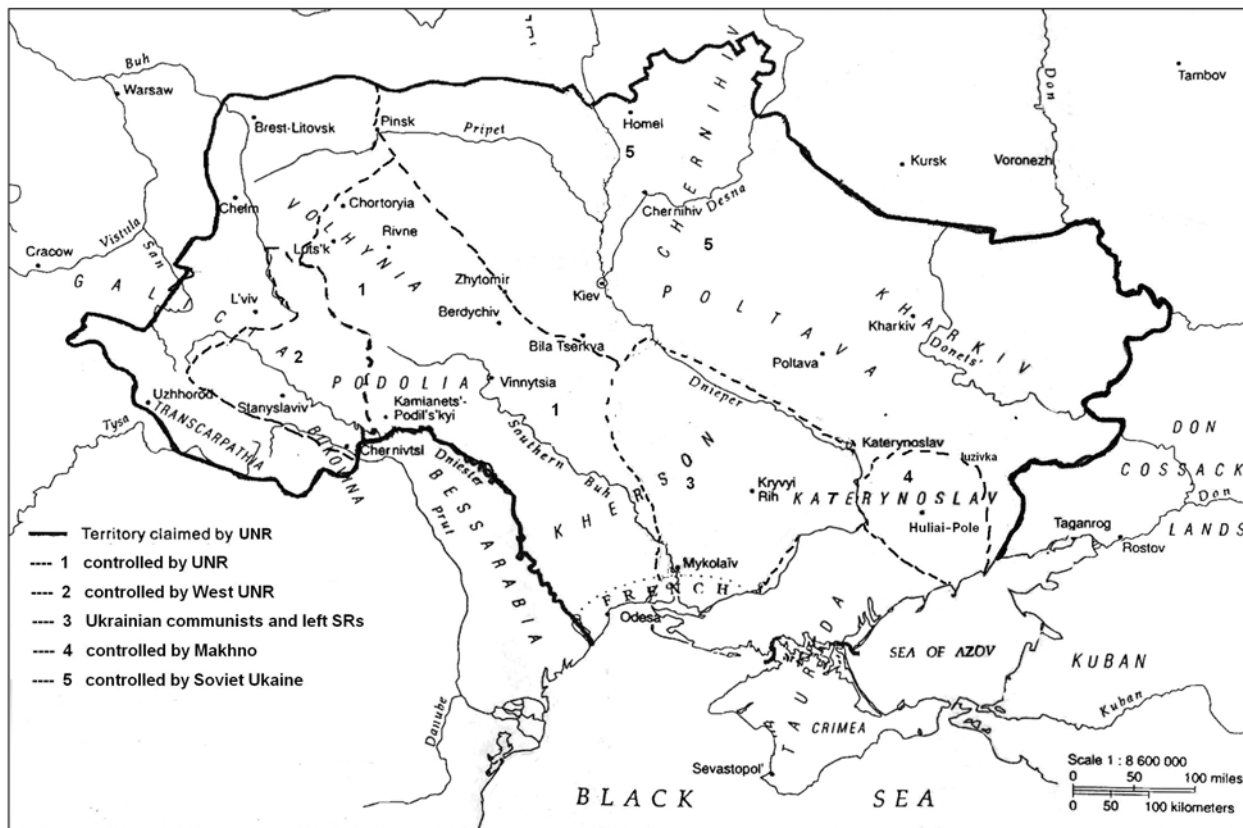 Buh
Warsaw
Brest-Litovsk
Pinsk
Pripet
Homel
5
CHERNIHIV
Don
Tambov
Kursk
Voronezh
Chelm
VOLHYNIA
Chortoryia
Rivne
Luts'k
1
Chernihiv
Desna
5
Vistula
San
Cracow
GALICIA
L'viv
2
Zhytomir
Berdychiv
Kiev
Bila Tserkva
POLTAVA
KHARKIV
Kharkiv
Donets'
Poltava
PODOLIA
Vinnytsia
Dnieper
Uzhhorod
TRANSCARPATHIA
Stanyslaviv
Kamianets'-
Podil's'kyi
1
Southern
Buh
Tysa
BUKOVINA
Chernivtsi
Dniester
Prut
BESSARABIA
KHERSON
3
Kryvyi
Rih
Katerynoslav
Iuzivka
4
KATERYNOSLAV
Huliai-Pole
DON
COSSACK
LANDS
Don
Taganrog
Rostov
Mykolaïv
FRENCH
Odesa
Territory claimed by UNR
1 controlled by UNR
2 controlled by West UNR
3 Ukrainian communists and left SRs
4 controlled by Makhno
5 controlled by Soviet Ukaine
SEA OF AZOV
KUBAN
Kuban
TAURIDA
CRIMEA
Danube
Sevastopol'
BLACK SEA
Scale 1 : 8 600 000
0 50 100 miles
0 50 100 kilometers